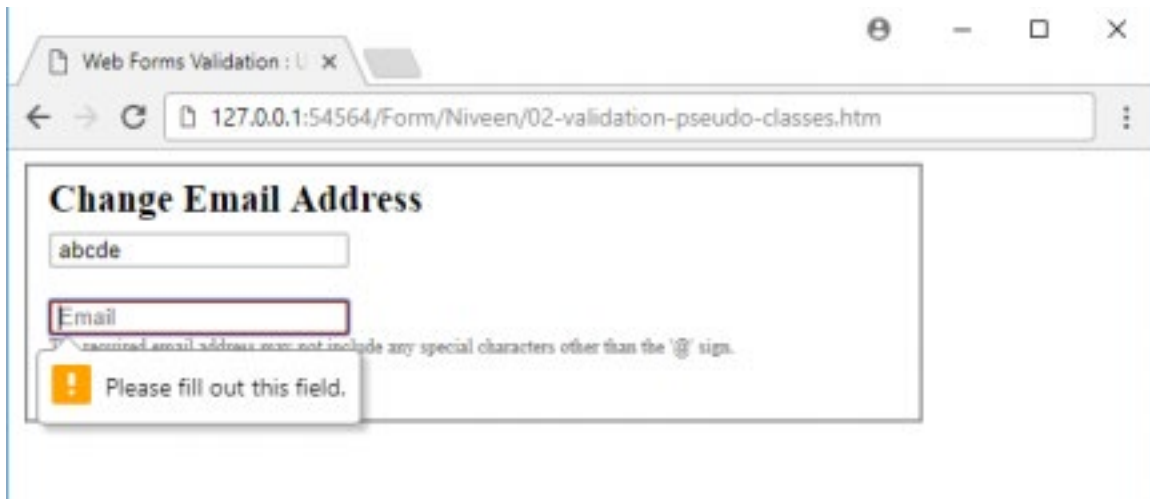 Web Forms Validation : U
127.0.0.1:54564/Form/Niveen/02-validation-pseudo-classes.htm
Change Email Address
abcde
Email
required email address may not include any special characters other than the '@' sign.
Please fill out this field.